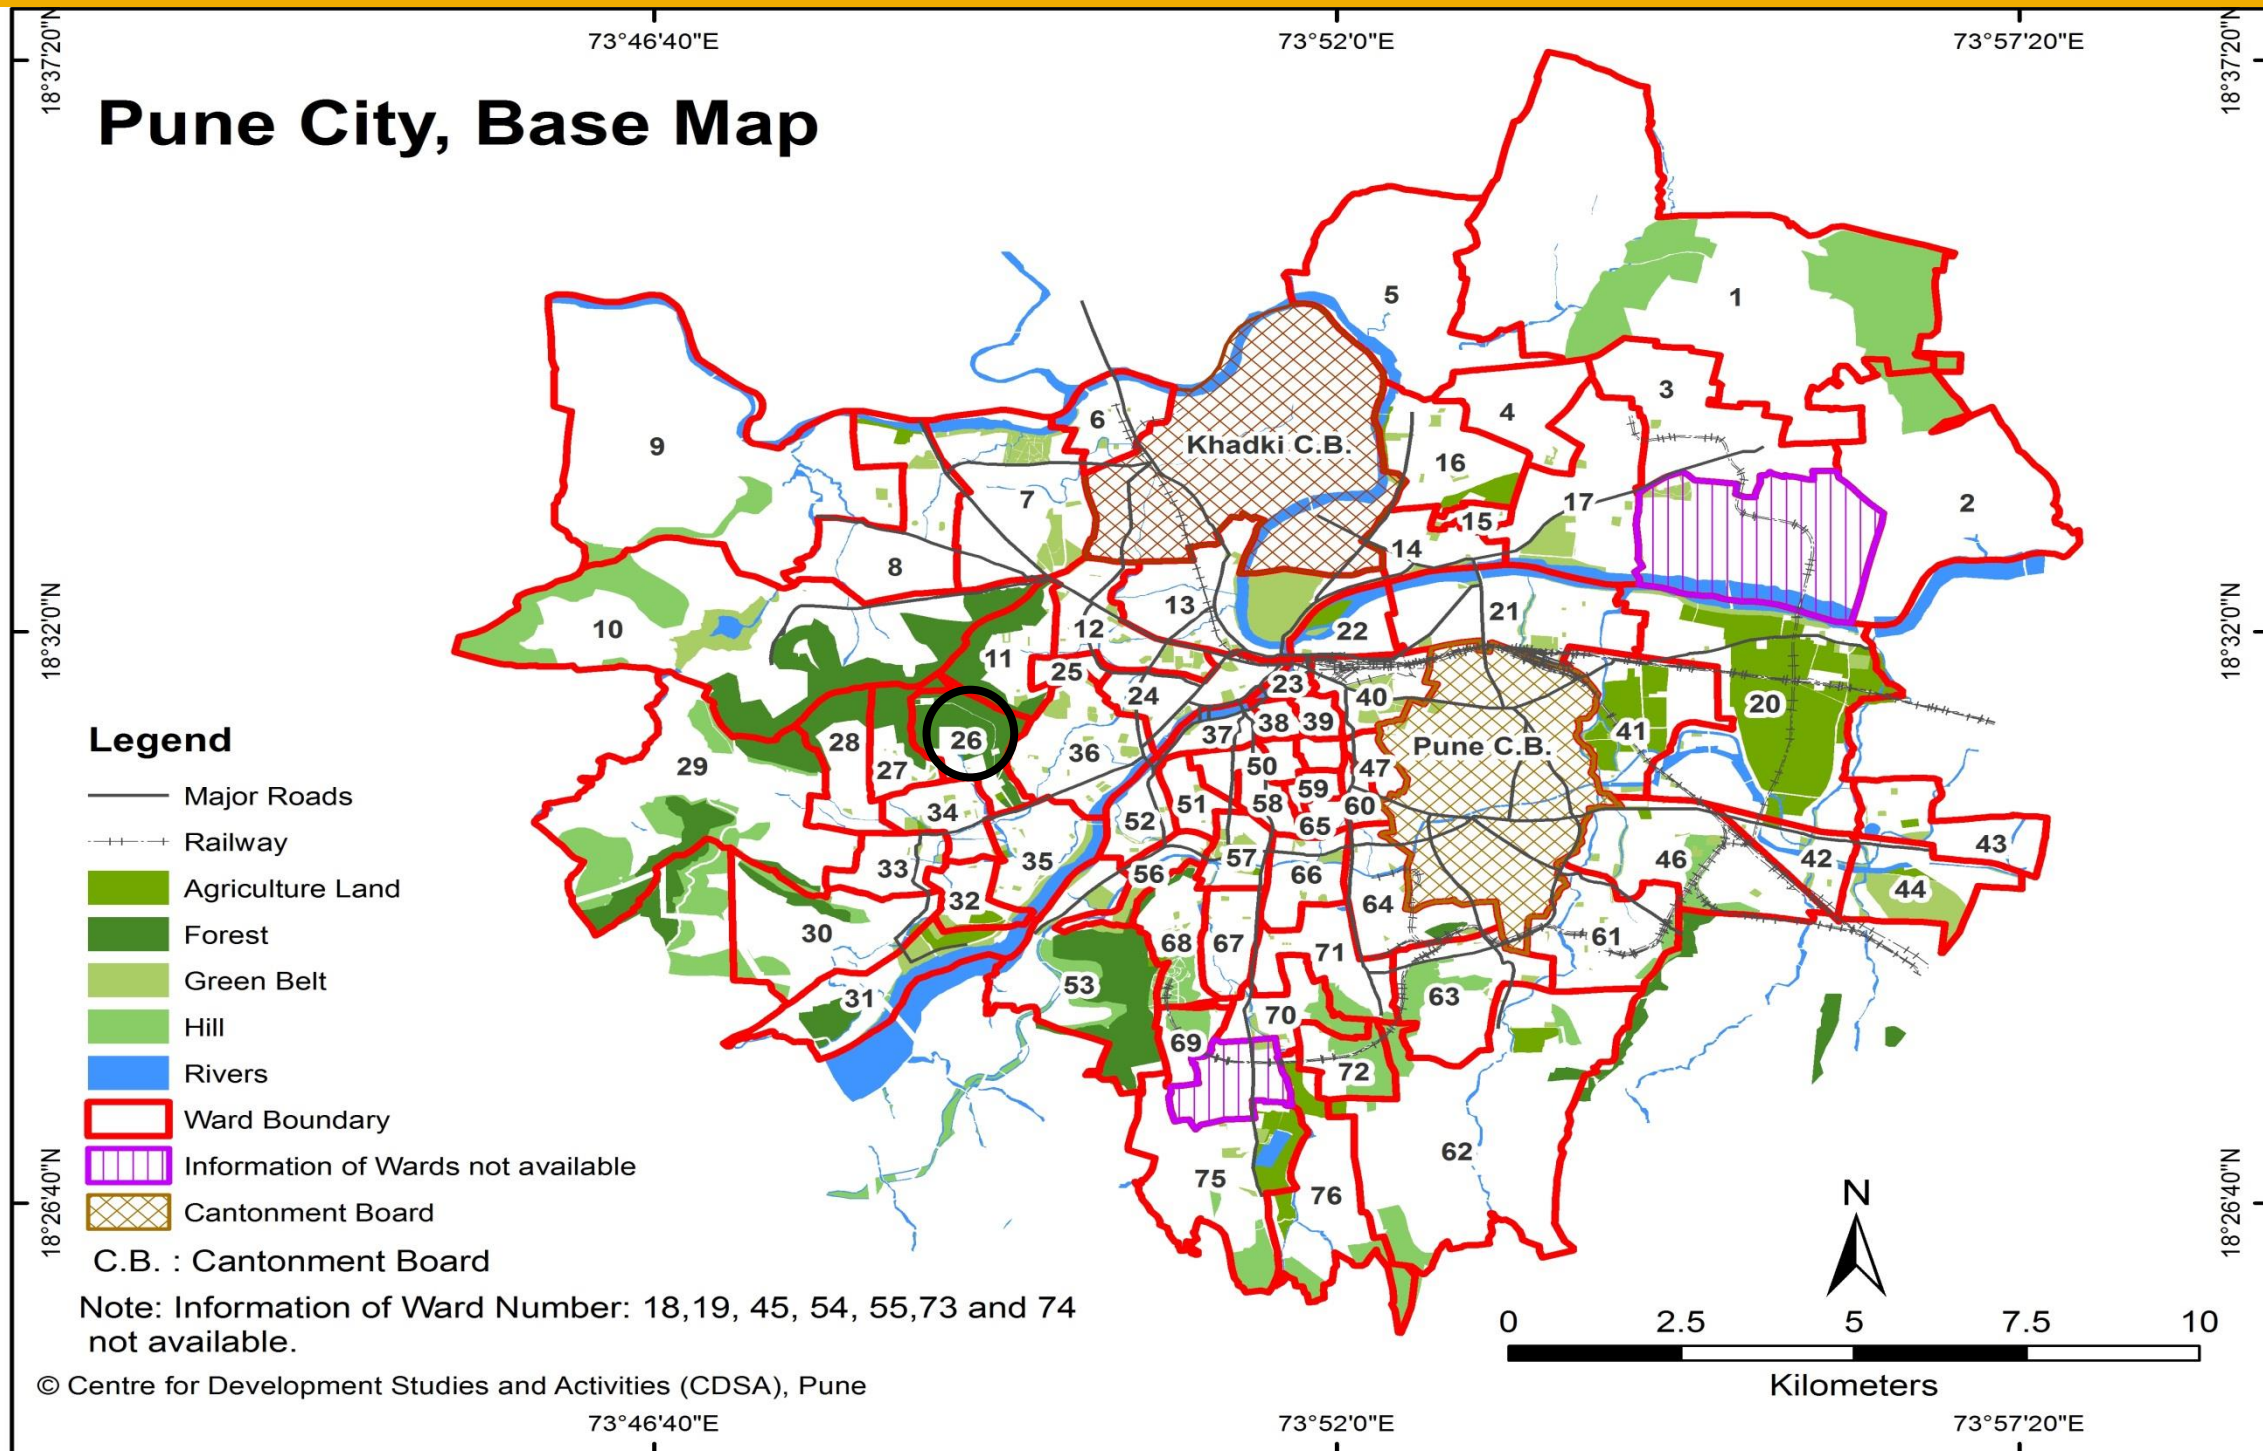 73°46'40"E
73°52'0"E
73°57'20"E
18°37'20"N
18°37'20"N
Pune City, Base Map
5
1
3
6
4
9
Khadki C.B.
16
7
17
2
15
14
8
13
21
10
12
22
11
25
23
24
40
20
38
39
37
41
26
28
Pune C.B.
36
29
50
47
27
59
51
58
60
34
52
65
43
57
46
42
35
33
56
66
44
32
64
30
61
68
67
71
53
63
31
70
69
72
62
75
76
18°32'0"N
18°32'0"N
Legend
Major Roads
Railway
Agriculture Land
Forest
Green Belt
Hill
Rivers
Ward Boundary
Information of Wards not available
Cantonment Board
C.B. : Cantonment Board
Note: Information of Ward Number: 18,19, 45, 54, 55,73 and 74
not available.
© Centre for Development Studies and Activities (CDSA), Pune
18°26'40"N
18°26'40"N
N
0 2.5 5 7.5 10
Kilometers
73°46'40"E
73°52'0"E
73°57'20"E